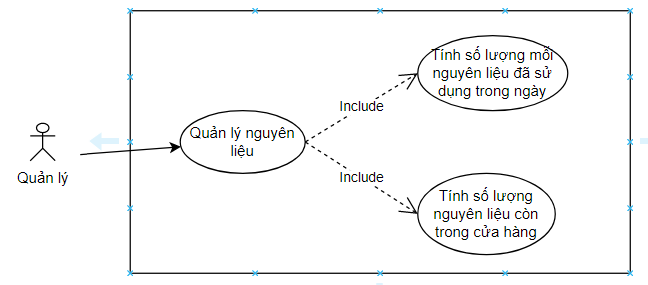 Tính số lượng mỗi
nguyên liệu đã sử
dụng trong ngày
Include
Quản lý nguyên
liệu
Quản lý
Include
Tính số lượng
nguyên liệu còn
trong cửa hàng